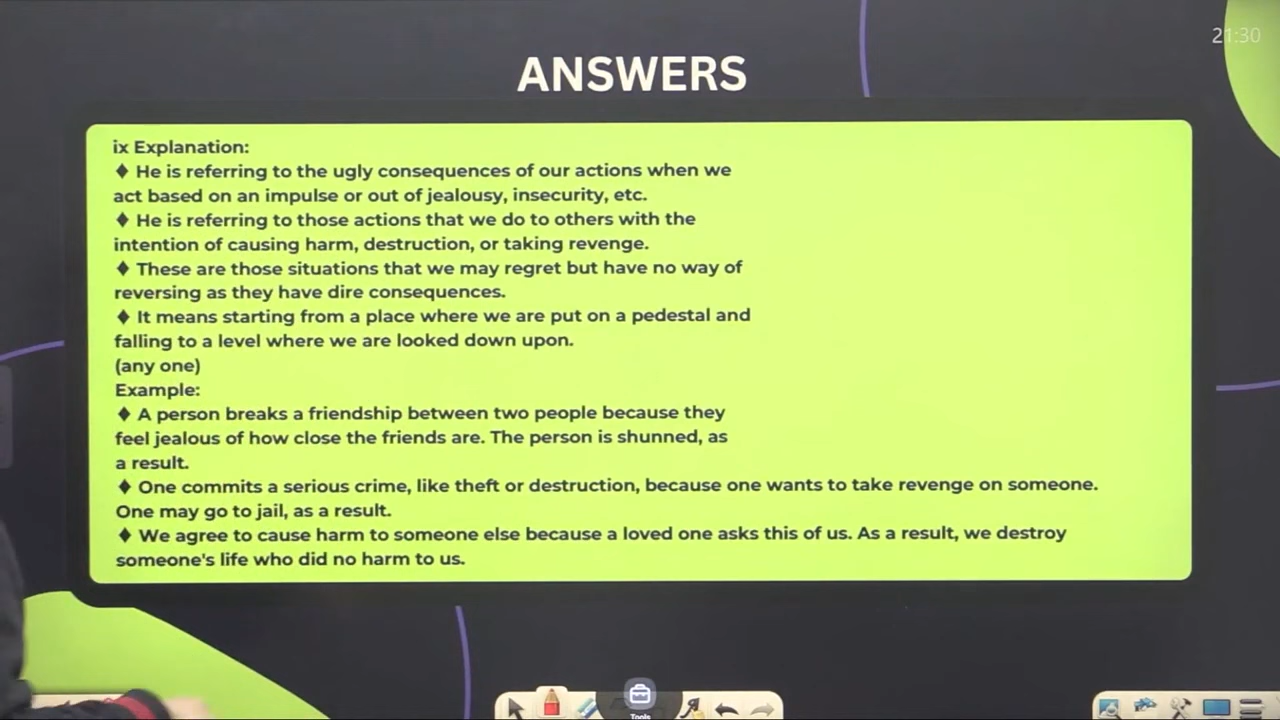 21:30
ANSWERS
ix Explanation:
♦ He is referring to the ugly consequences of our actions when we
act based on an impulse or out of jealousy, insecurity, etc.
♦ He is referring to those actions that we do to others with the
intention of causing harm, destruction, or taking revenge.
♦ These are those situations that we may regret but have no way of
reversing as they have dire consequences.
♦ It means starting from a place where we are put on a pedestal and
falling to a level where we are looked down upon.
(any one)
Example:
♦ A person breaks a friendship between two people because they
feel jealous of how close the friends are. The person is shunned, as
a result.
♦ One commits a serious crime, like theft or destruction, because one wants to take revenge on someone.
One may go to jail, as a result.
♦ We agree to cause harm to someone else because a loved one asks this of us. As a result, we destroy
someone's life who did no harm to us.
Tools